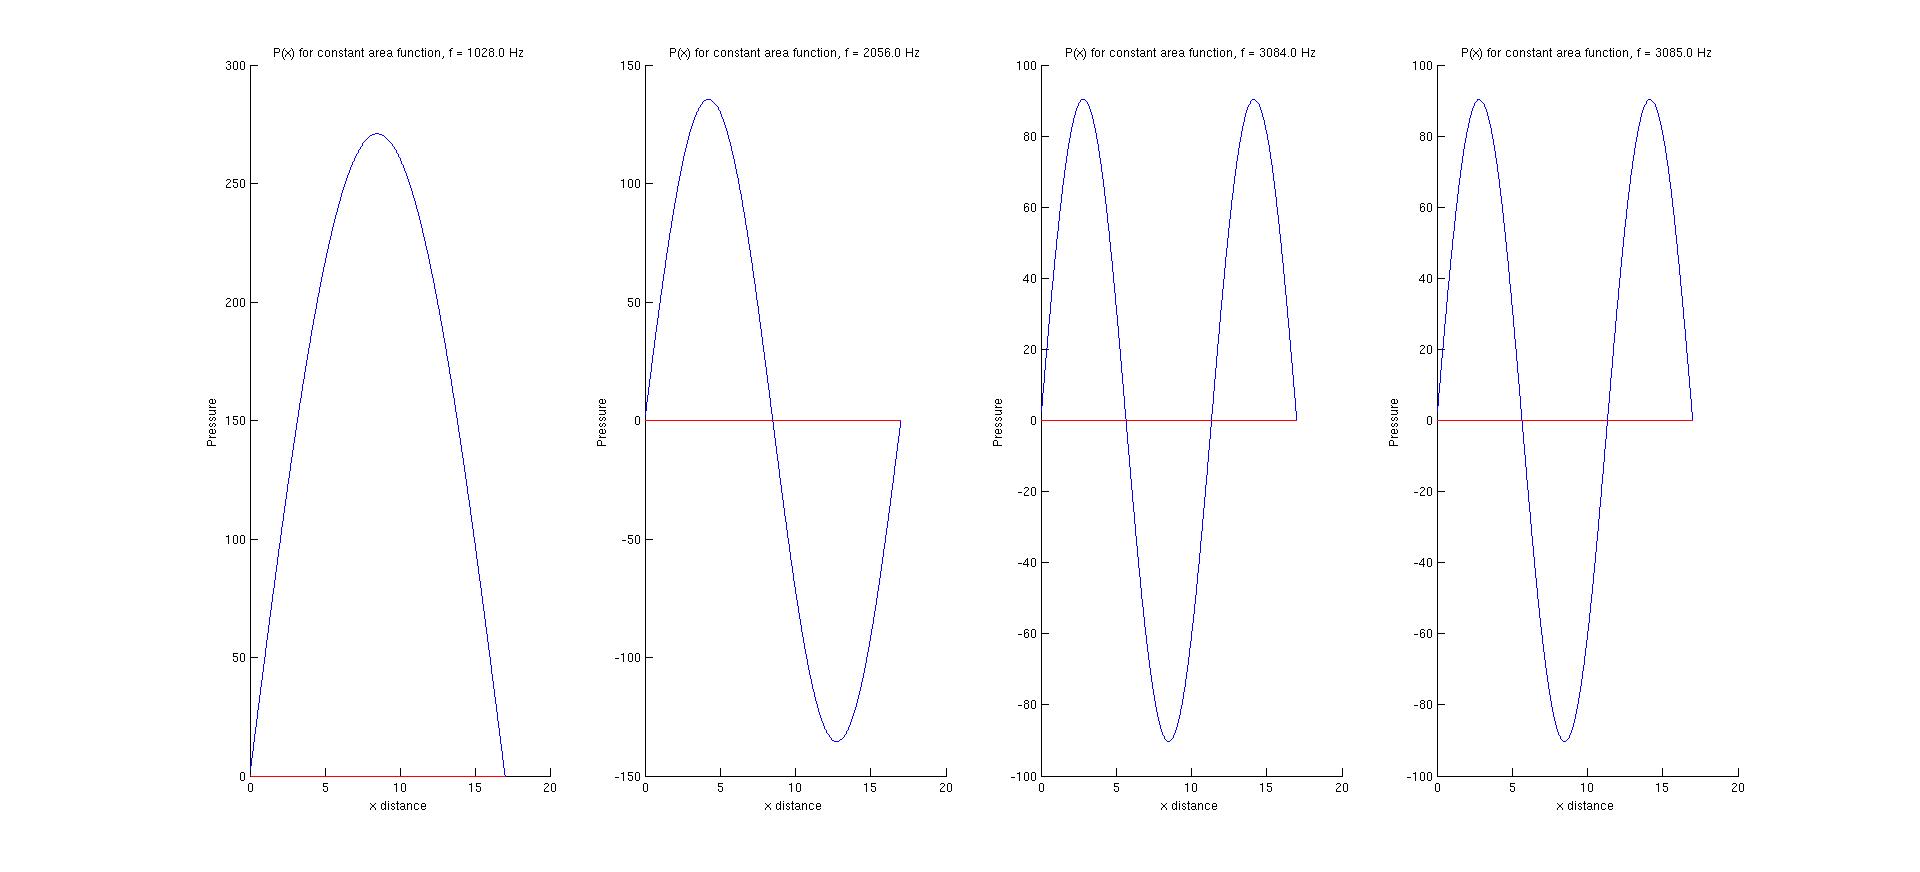 P(x) for constant area function, f = 1028.0 Hz
300
250
200
150
100
50
0
Pressure
0 5 10 15 20
x distance
P(x) for constant area function, f = 2056.0 Hz
150
100
50
0
-50
-100
-150
Pressure
0 5 10 15 20
x distance
P(x) for constant area function, f = 3084.0 Hz
100
80
60
40
20
0
-20
-40
-60
-80
-100
Pressure
0 5 10 15 20
x distance
P(x) for constant area function, f = 3085.0 Hz
100
80
60
40
20
0
-20
-40
-60
-80
-100
Pressure
0 5 10 15 20
x distance